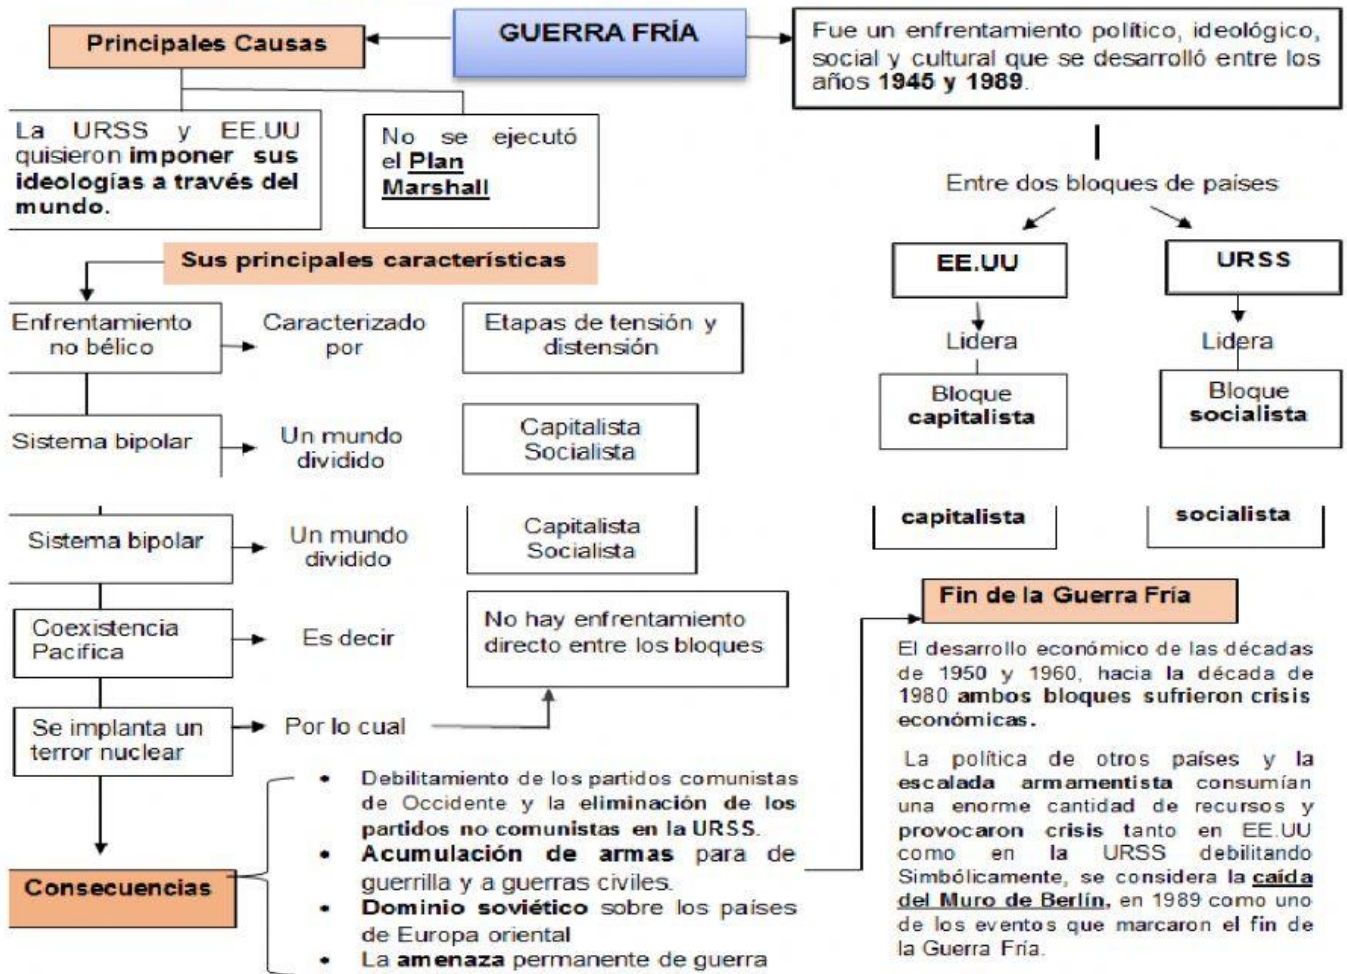 GUERRA FRÍA
Principales Causas
Fue un enfrentamiento político, ideológico,
social y cultural que se desarrolló entre los
años 1945 y 1989.
La URSS y EE.UU
quisieron imponer sus
ideologías a través del
mundo.
No se ejecutó
el Plan
Marshall
Entre dos bloques de países
EE.UU
URSS
Lidera
Lidera
Bloque
capitalista
Bloque
socialista
Sus principales características
Enfrentamiento
no bélico
Caracterizado
por
Etapas de tensión y
distensión
Sistema bipolar
Un mundo
dividido
Capitalista
Socialista
capitalista
socialista
Sistema bipolar
Un mundo
dividido
Capitalista
Socialista
Coexistencia
Pacifica
Es decir
No hay enfrentamiento
directo entre los bloques
Se implanta un
terror nuclear
Por lo cual
Consecuencias
• Debilitamiento de los partidos comunistas
de Occidente y la eliminación de los
partidos no comunistas en la URSS.
• Acumulación de armas para de
guerrilla y a guerras civiles.
• Dominio soviético sobre los países
de Europa oriental
• La amenaza permanente de guerra
Fin de la Guerra Fría
El desarrollo económico de las décadas
de 1950 y 1960, hacia la década de
1980 ambos bloques sufrieron crisis
económicas.
La política de otros países y la
escalada armamentista consumían
una enorme cantidad de recursos y
provocaron crisis tanto en EE.UU
como en la URSS debilitando
Simbólicamente, se considera la caída
del Muro de Berlín, en 1989 como uno
de los eventos que marcaron el fin de
la Guerra Fría.